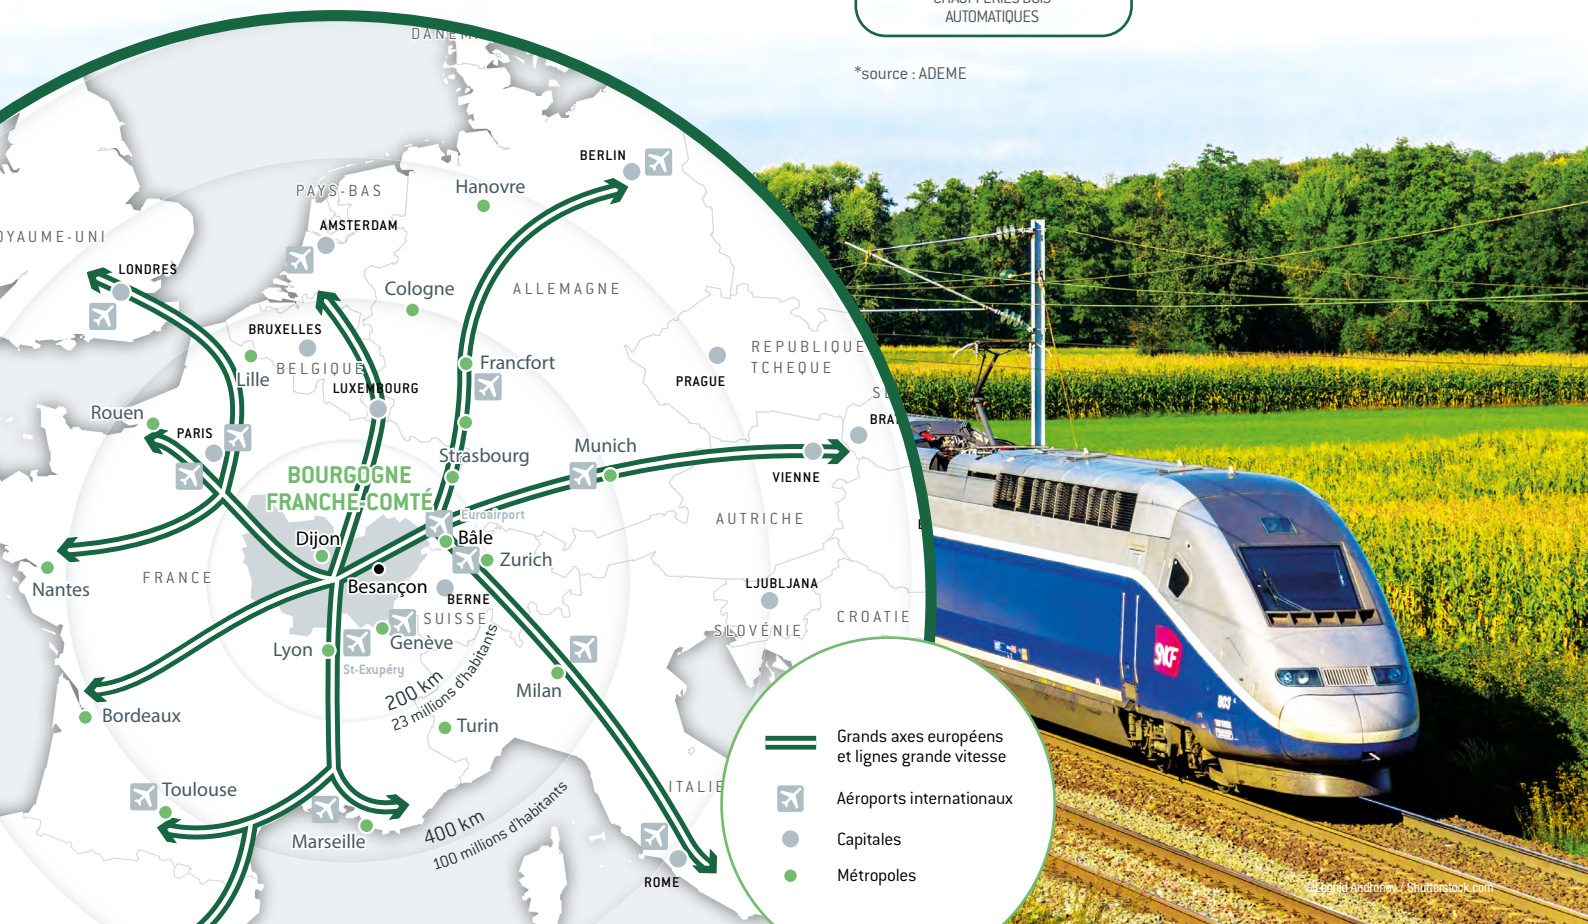 AUTOMATIQUES
*source : ADEME
PAYS-BAS
AMSTERDAM
Hanovre
BERLIN
LONDRES
Cologne
ALLEMAGNE
BRUXELLES
BELGIQUE
Lille
LUXEMBOURG
Francfort
REPUBLIQUE
TCHEQUE
PRAGUE
Rouen
PARIS
Strasbourg
Munich
VIENNE
BOURGOGNE
FRANCHE-COMTÉ
Euroairport
AUTRICHE
Dijon
Bâle
Zurich
Besançon
BERNE
SUISSE
Nantes
FRANCE
LJUBLJANA
SLOVÉNIE
CROATIE
Lyon
St-Exupéry
Genève
200 km
23 millions d'habitants
Milan
Turin
Bordeaux
Toulouse
Marseille
400 km
100 millions d'habitants
ITALIE
ROME
Grands axes européens
et lignes grande vitesse
Aéroports internationaux
Capitales
Métropoles
SNCF
803
©Leonid Andronov / Shutterstock.com